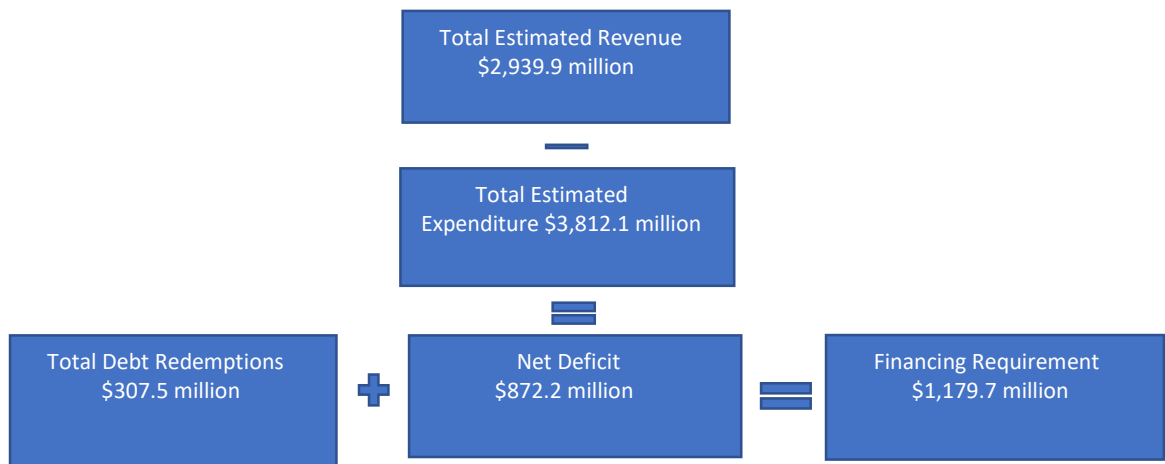 Total Estimated Revenue
$2,939.9 million
Total Estimated
Expenditure $3,812.1 million
Total Debt Redemptions
$307.5 million
Net Deficit
$872.2 million
Financing Requirement
$1,179.7 million